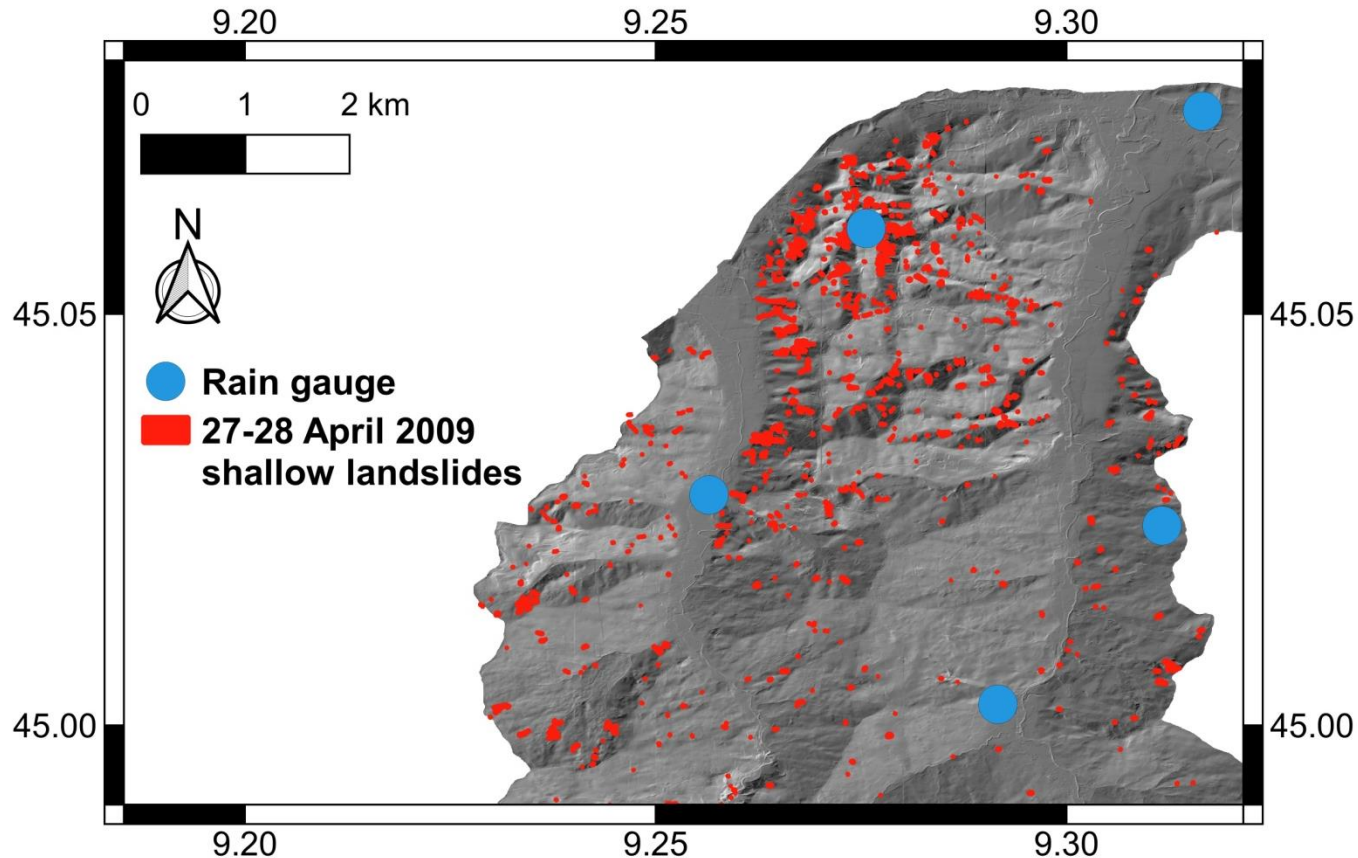 9.20 9.25 9.30
0 1 2 km
N
45.05 45.05
Rain gauge
27-28 April 2009
shallow landslides
45.00 45.00
9.20 9.25 9.30